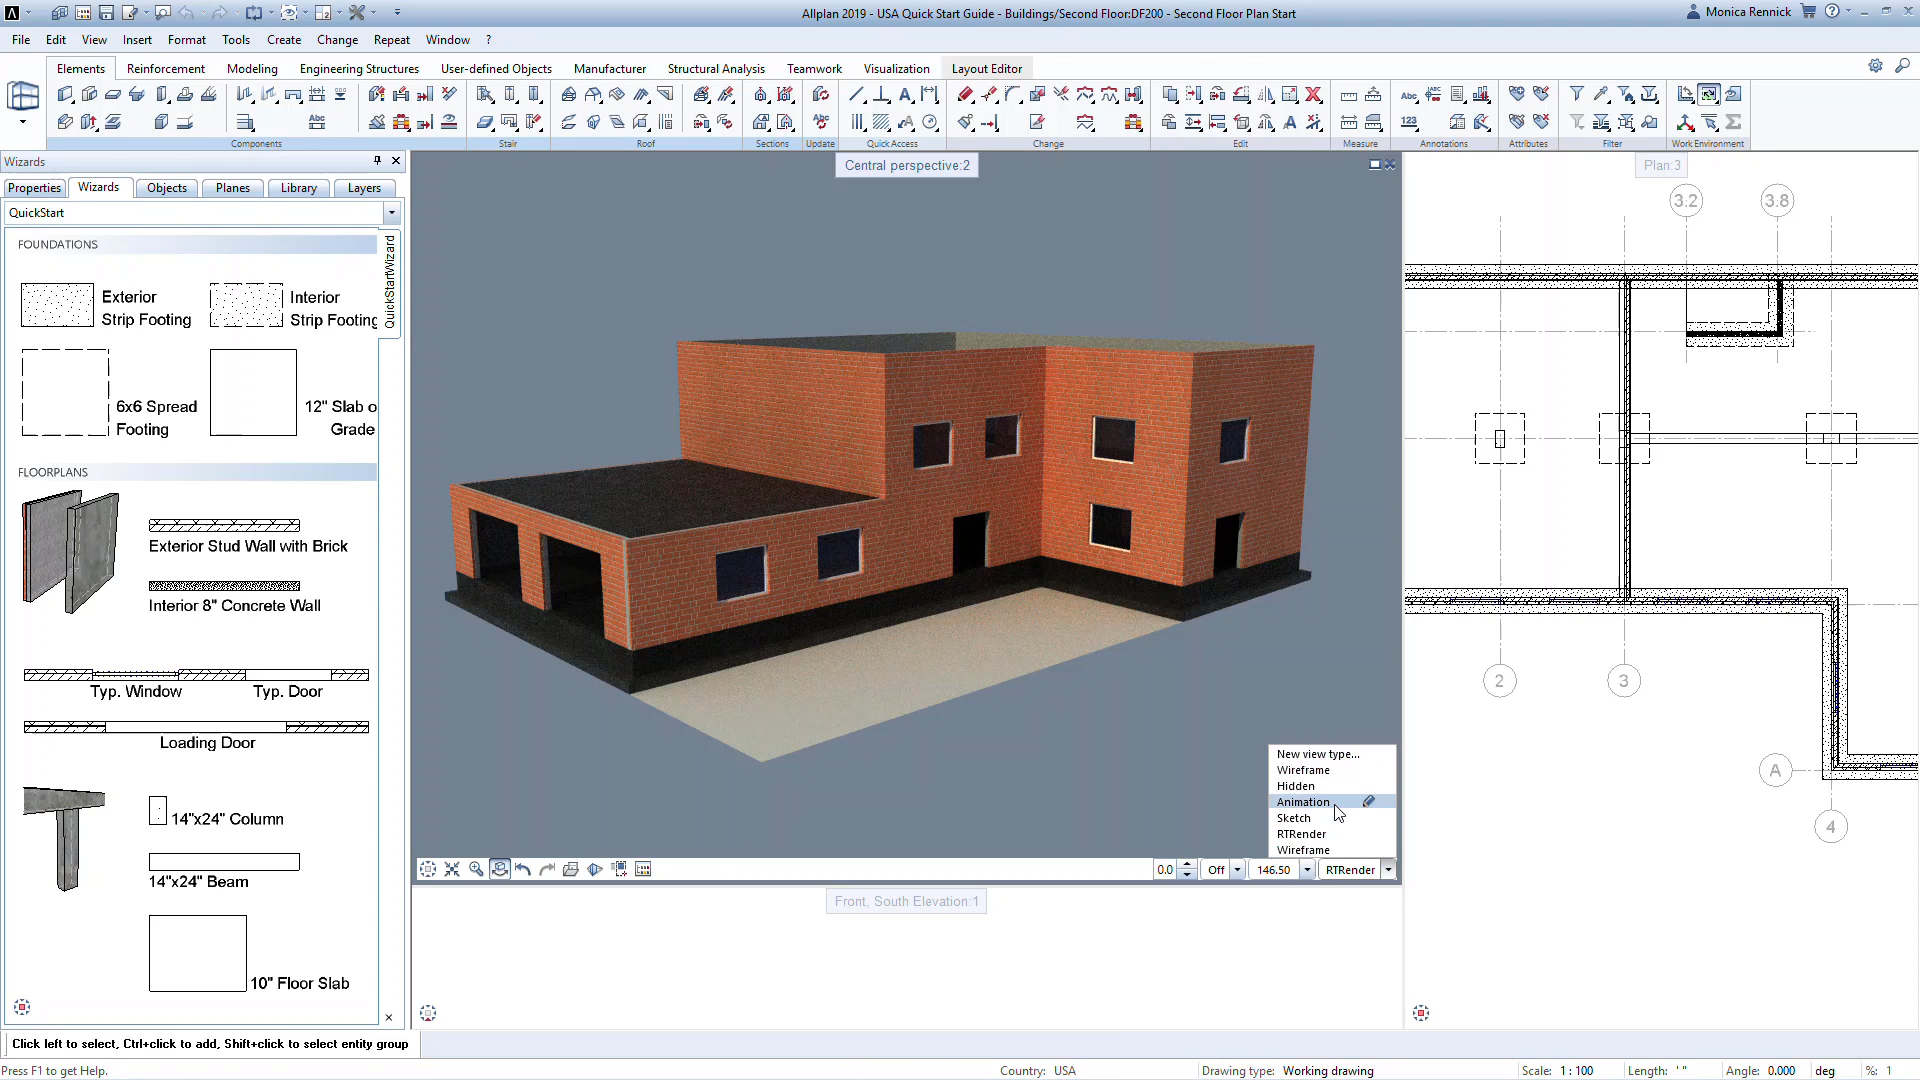 Allplan 2019 - USA Quick Start Guide - Buildings/Second Floor:DF200 - Second Floor Plan Start
Monica Rennick
File Edit View Insert Format Tools Create Change Repeat Window ?
Elements Reinforcement Modeling Engineering Structures User-defined Objects Manufacturer Structural Analysis Teamwork Visualization Layout Editor
Components Stair Roof Sections Update Quick Access Change Edit Measure Annotations Attributes Filter Work Environment
Wizards
Properties Wizards Objects Planes Library Layers
QuickStart
QuickStartWizard
FOUNDATIONS
Exterior
Strip Footing
Interior
Strip Footing
6x6 Spread
Footing
12" Slab o
Grade
FLOORPLANS
Exterior Stud Wall with Brick
Interior 8" Concrete Wall
Typ. Window
Typ. Door
Loading Door
14"x24" Column
14"x24" Beam
10" Floor Slab
Central perspective:2
New view type...
Wireframe
Hidden
Animation
Sketch
RTRender
Wireframe
0.0 Off 146.50 RTRender
Front, South Elevation:1
Plan:3
3.2 3.8
2 3
A
4
Click left to select, Ctrl+click to add, Shift+click to select entity group
Press F1 to get Help.
Country: USA
Drawing type: Working drawing
Scale: 1 : 100
Length: ' "
Angle: 0.000 deg
%: 1